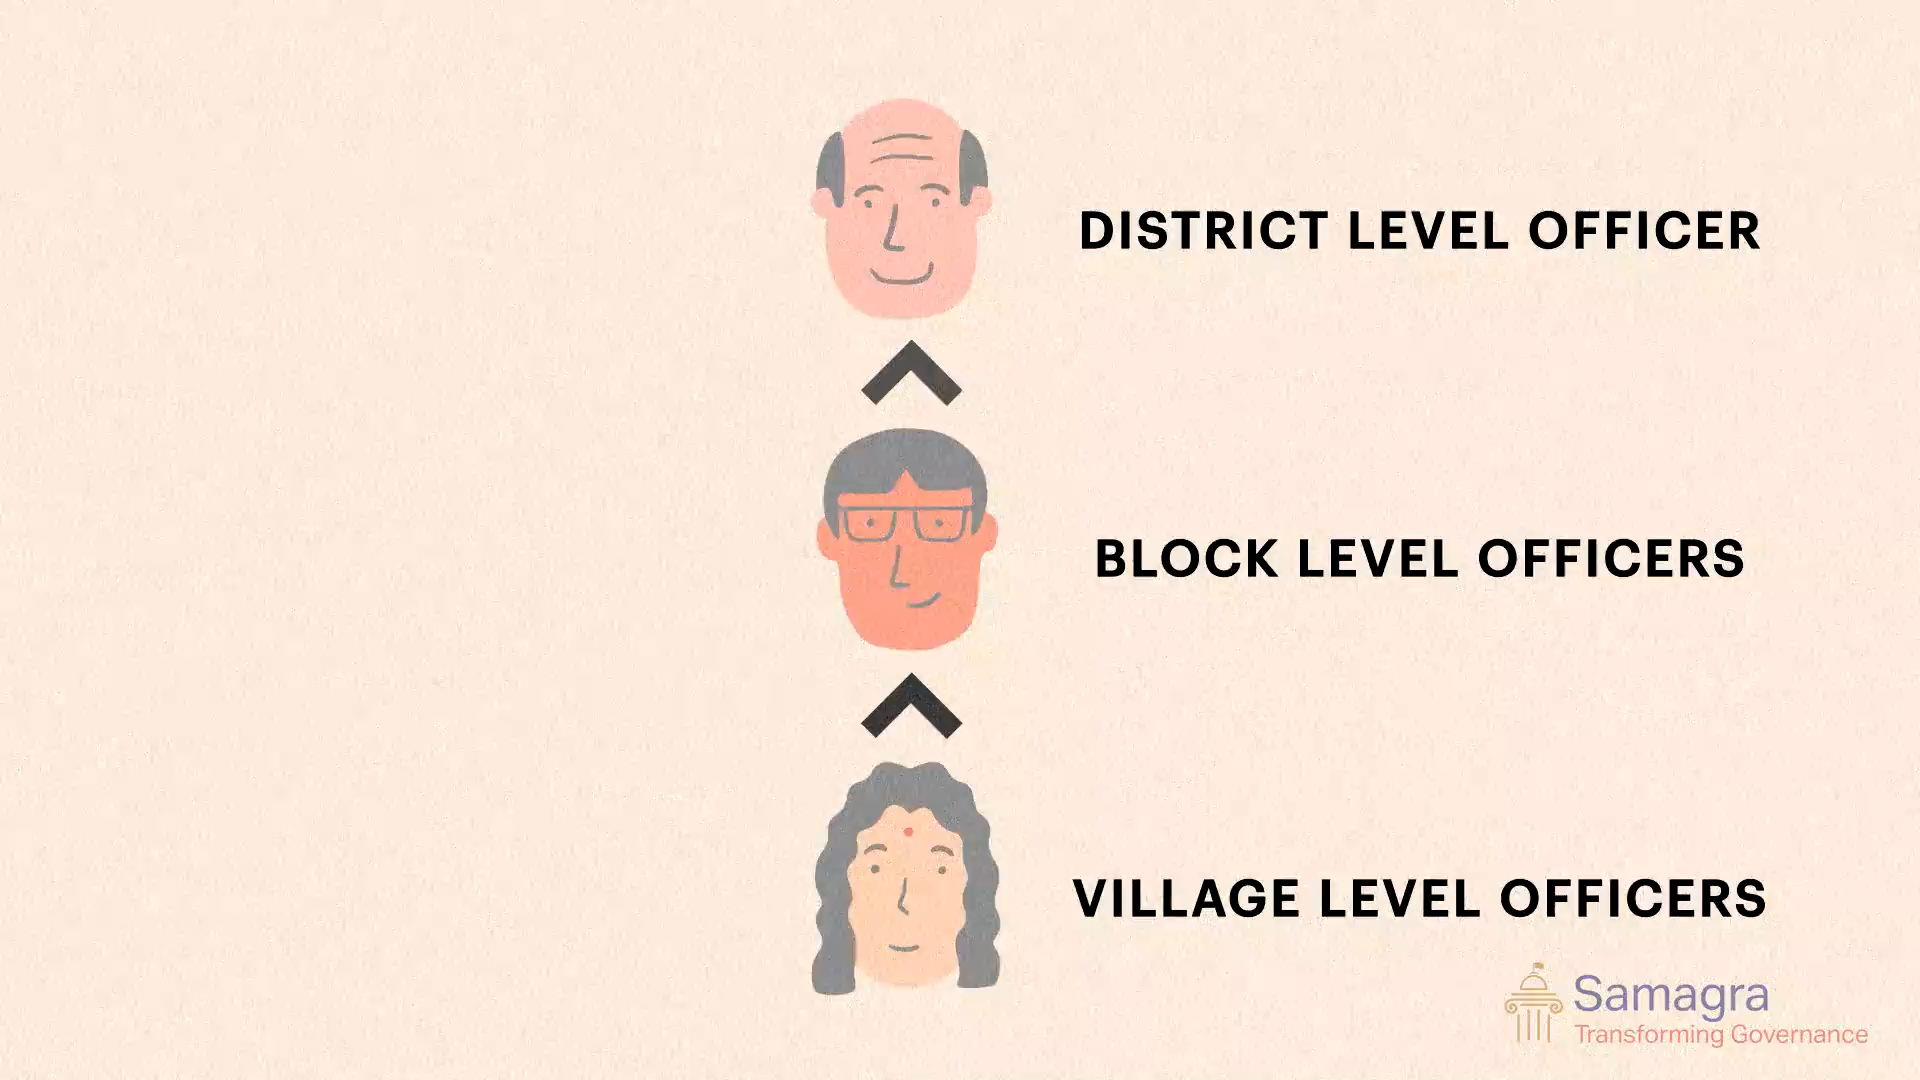 DISTRICT LEVEL OFFICER
BLOCK LEVEL OFFICERS
VILLAGE LEVEL OFFICERS
Samagra
Transforming Governance